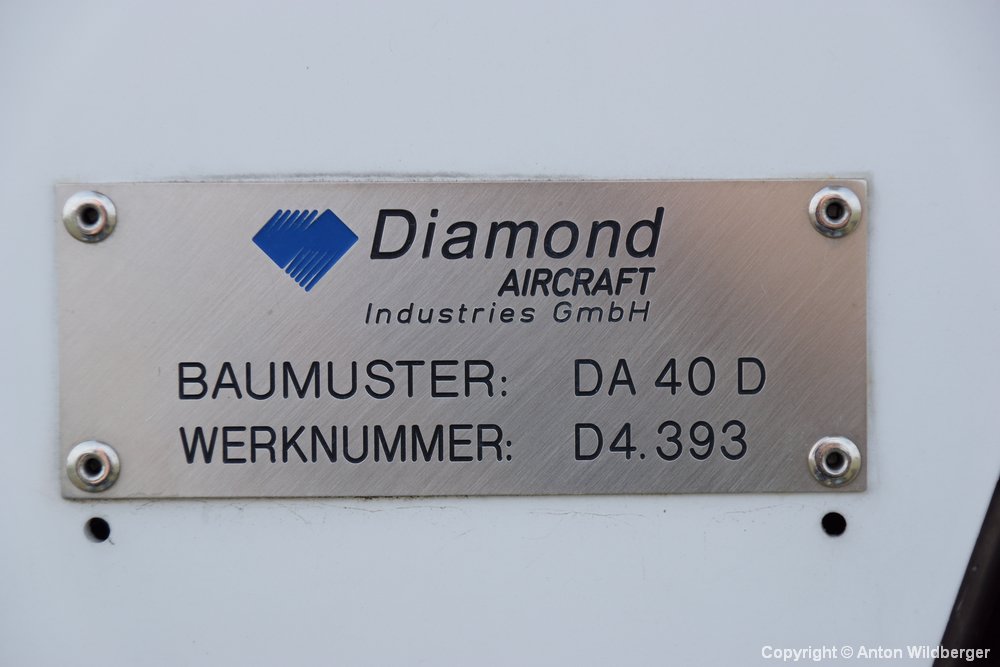 Diamond
AIRCRAFT
Industries GmbH
BAUMUSTER: DA 40 D
WERKNUMMER: D4.393
Copyright © Anton Wildberger